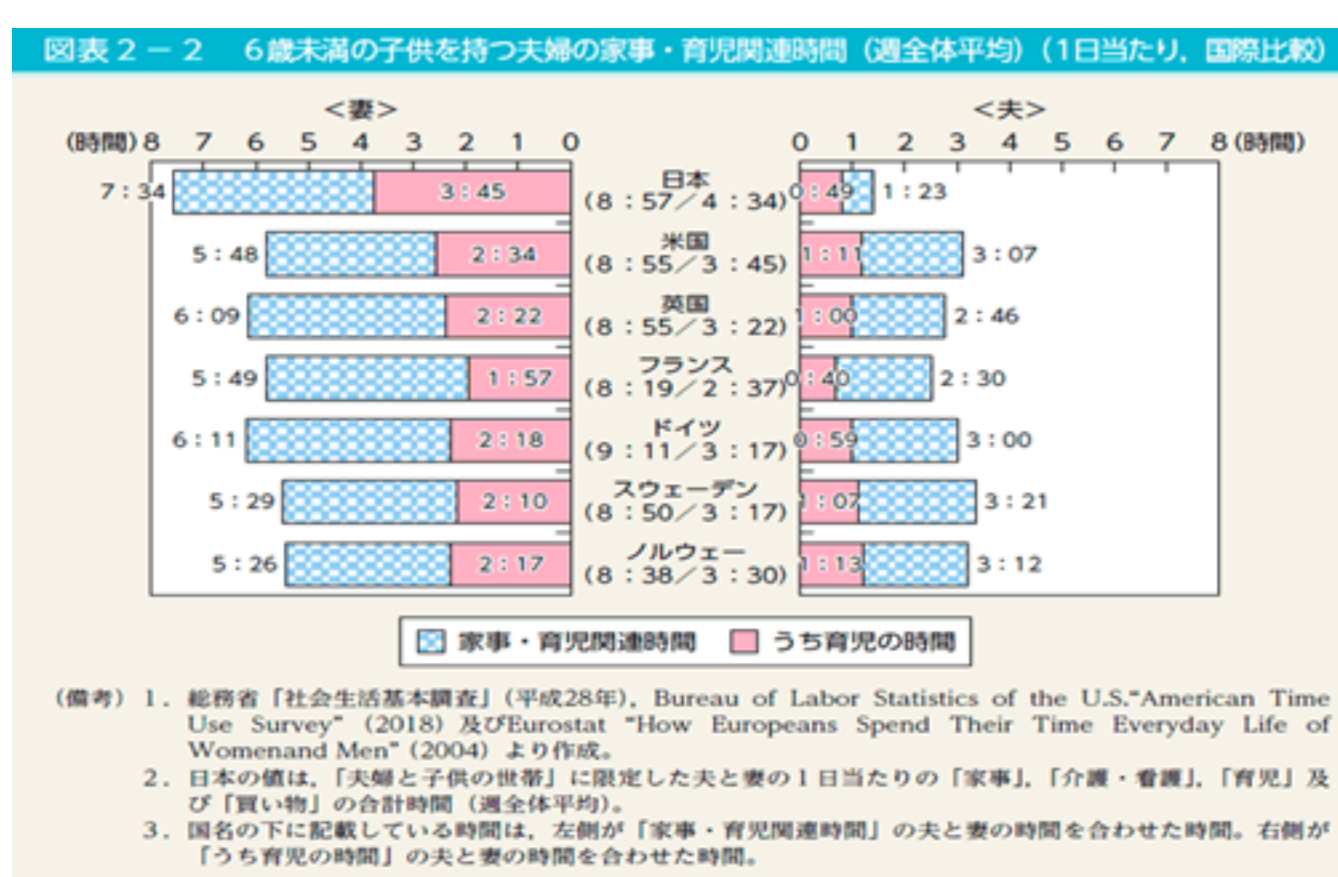 図表2-2 6歳未満の子供を持つ夫婦の家事・育児関連時間(週全体平均)(1日当たり,国際比較)
<妻> <夫>
(時間) 8 7 6 5 4 3 2 1 0 0 1 2 3 4 5 6 7 8 (時間)
7:34 3:45 日本 0:49 1:23
(8:57/4:34)
5:48 2:34 米国 1:11 3:07
(8:55/3:45)
6:09 2:22 英国 1:00 2:46
(8:55/3:22)
5:49 1:57 フランス 0:40 2:30
(8:19/2:37)
6:11 2:18 ドイツ 0:59 3:00
(9:11/3:17)
5:29 2:10 スウェーデン 1:07 3:21
(8:50/3:17)
5:26 2:17 ノルウェー 1:13 3:12
(8:38/3:30)
家事・育児関連時間 うち育児の時間
(備考)1.総務省「社会生活基本調査」(平成28年),Bureau of Labor Statistics of the U.S.“American Time
Use Survey”(2018)及びEurostat “How Europeans Spend Their Time Everyday Life of
Womenand Men”(2004)より作成。
2.日本の値は,「夫婦と子供の世帯」に限定した夫と妻の1日当たりの「家事」,「介護・看護」,「育児」及
び「買い物」の合計時間(週全体平均)。
3.国名の下に記載している時間は,左側が「家事・育児関連時間」の夫と妻の時間を合わせた時間。右側が
「うち育児の時間」の夫と妻の時間を合わせた時間。